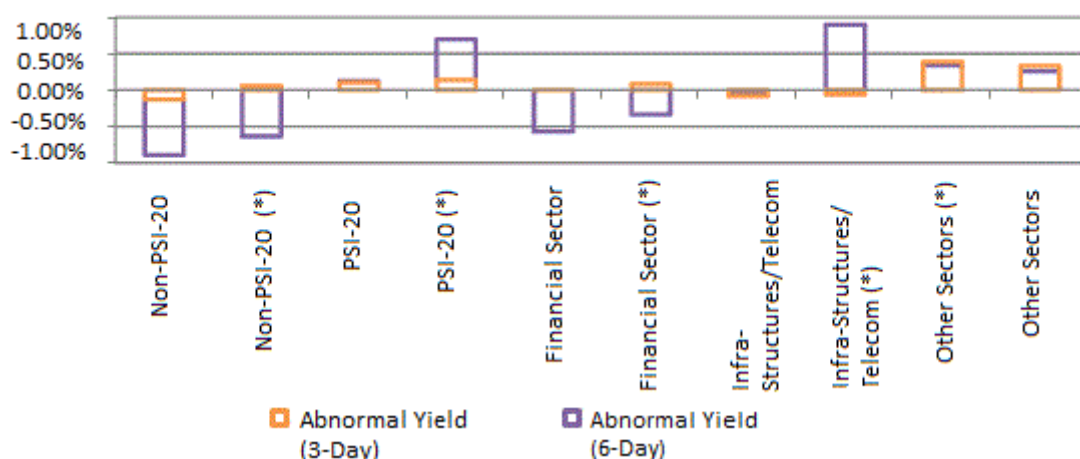 1.00%
0.50%
0.00%
-0.50%
-1.00%
Non-PSI-20
Non-PSI-20 (*)
PSI-20
PSI-20 (*)
Financial Sector
Financial Sector (*)
Infra-
Structures/Telecom
Infra-Structures/
Telecom (*)
Other Sectors (*)
Other Sectors
Abnormal Yield
(3-Day)
Abnormal Yield
(6-Day)